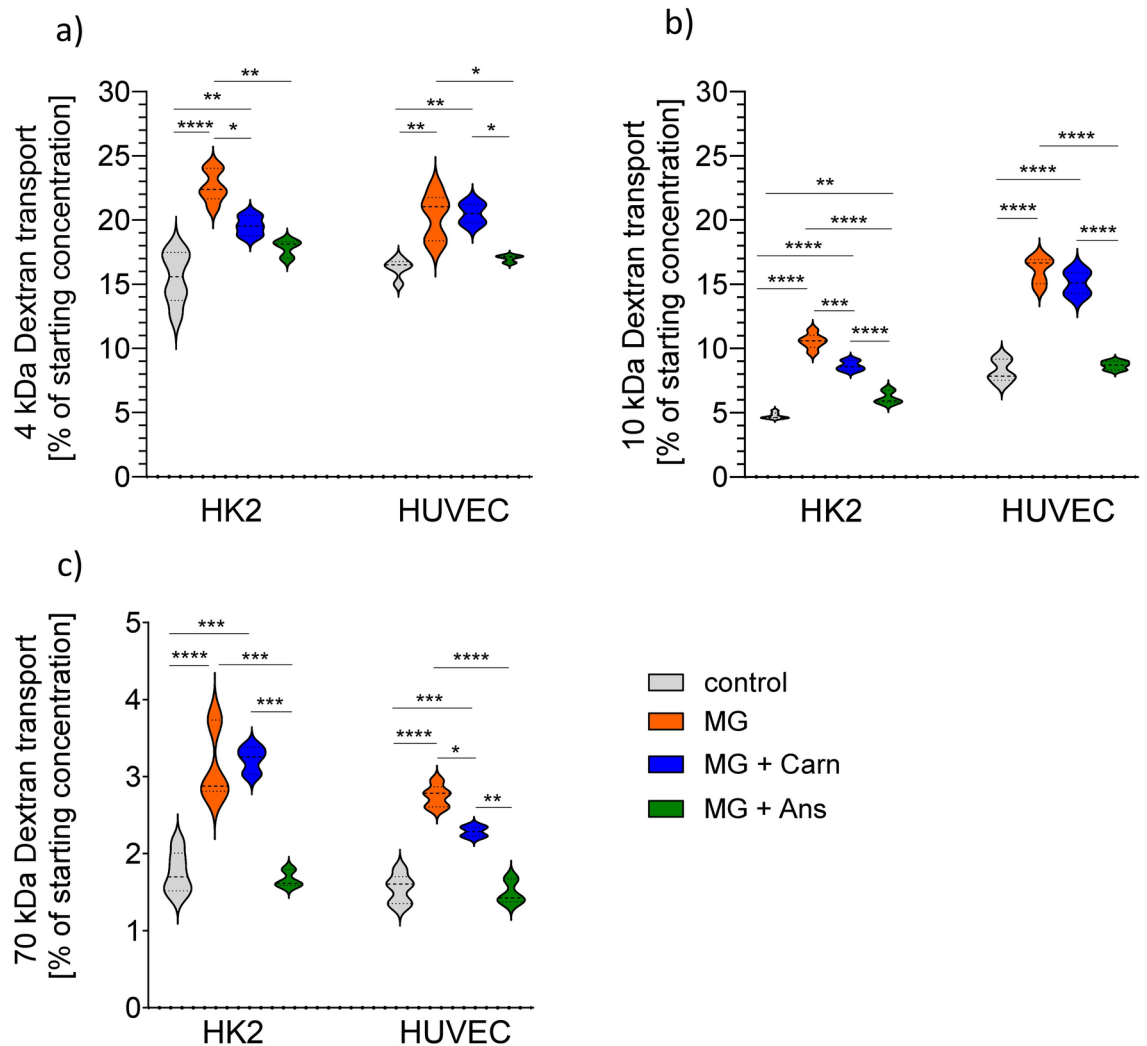 a)
4 kDa Dextran transport
[% of starting concentration]
30
25
20
15
10
5
0
**
**
**** *
*
**
** *
HK2 HUVEC
b)
10 kDa Dextran transport
[% of starting concentration]
30
25
20
15
10
5
0
**
****
****
****
***
****
****
****
****
****
HK2 HUVEC
c)
70 kDa Dextran transport
[% of starting concentration]
5
4
3
2
1
0
***
**** ***
***
****
***
****
*
**
HK2 HUVEC
control
MG
MG + Carn
MG + Ans